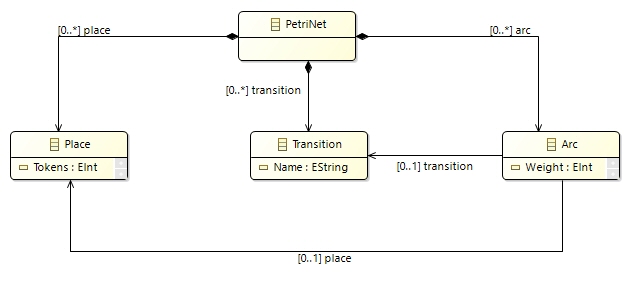 PetriNet
[0..*] place
[0..*] arc
[0..*] transition
Place
Tokens : EInt
Transition
Name : EString
Arc
Weight : EInt
[0..1] transition
[0..1] place